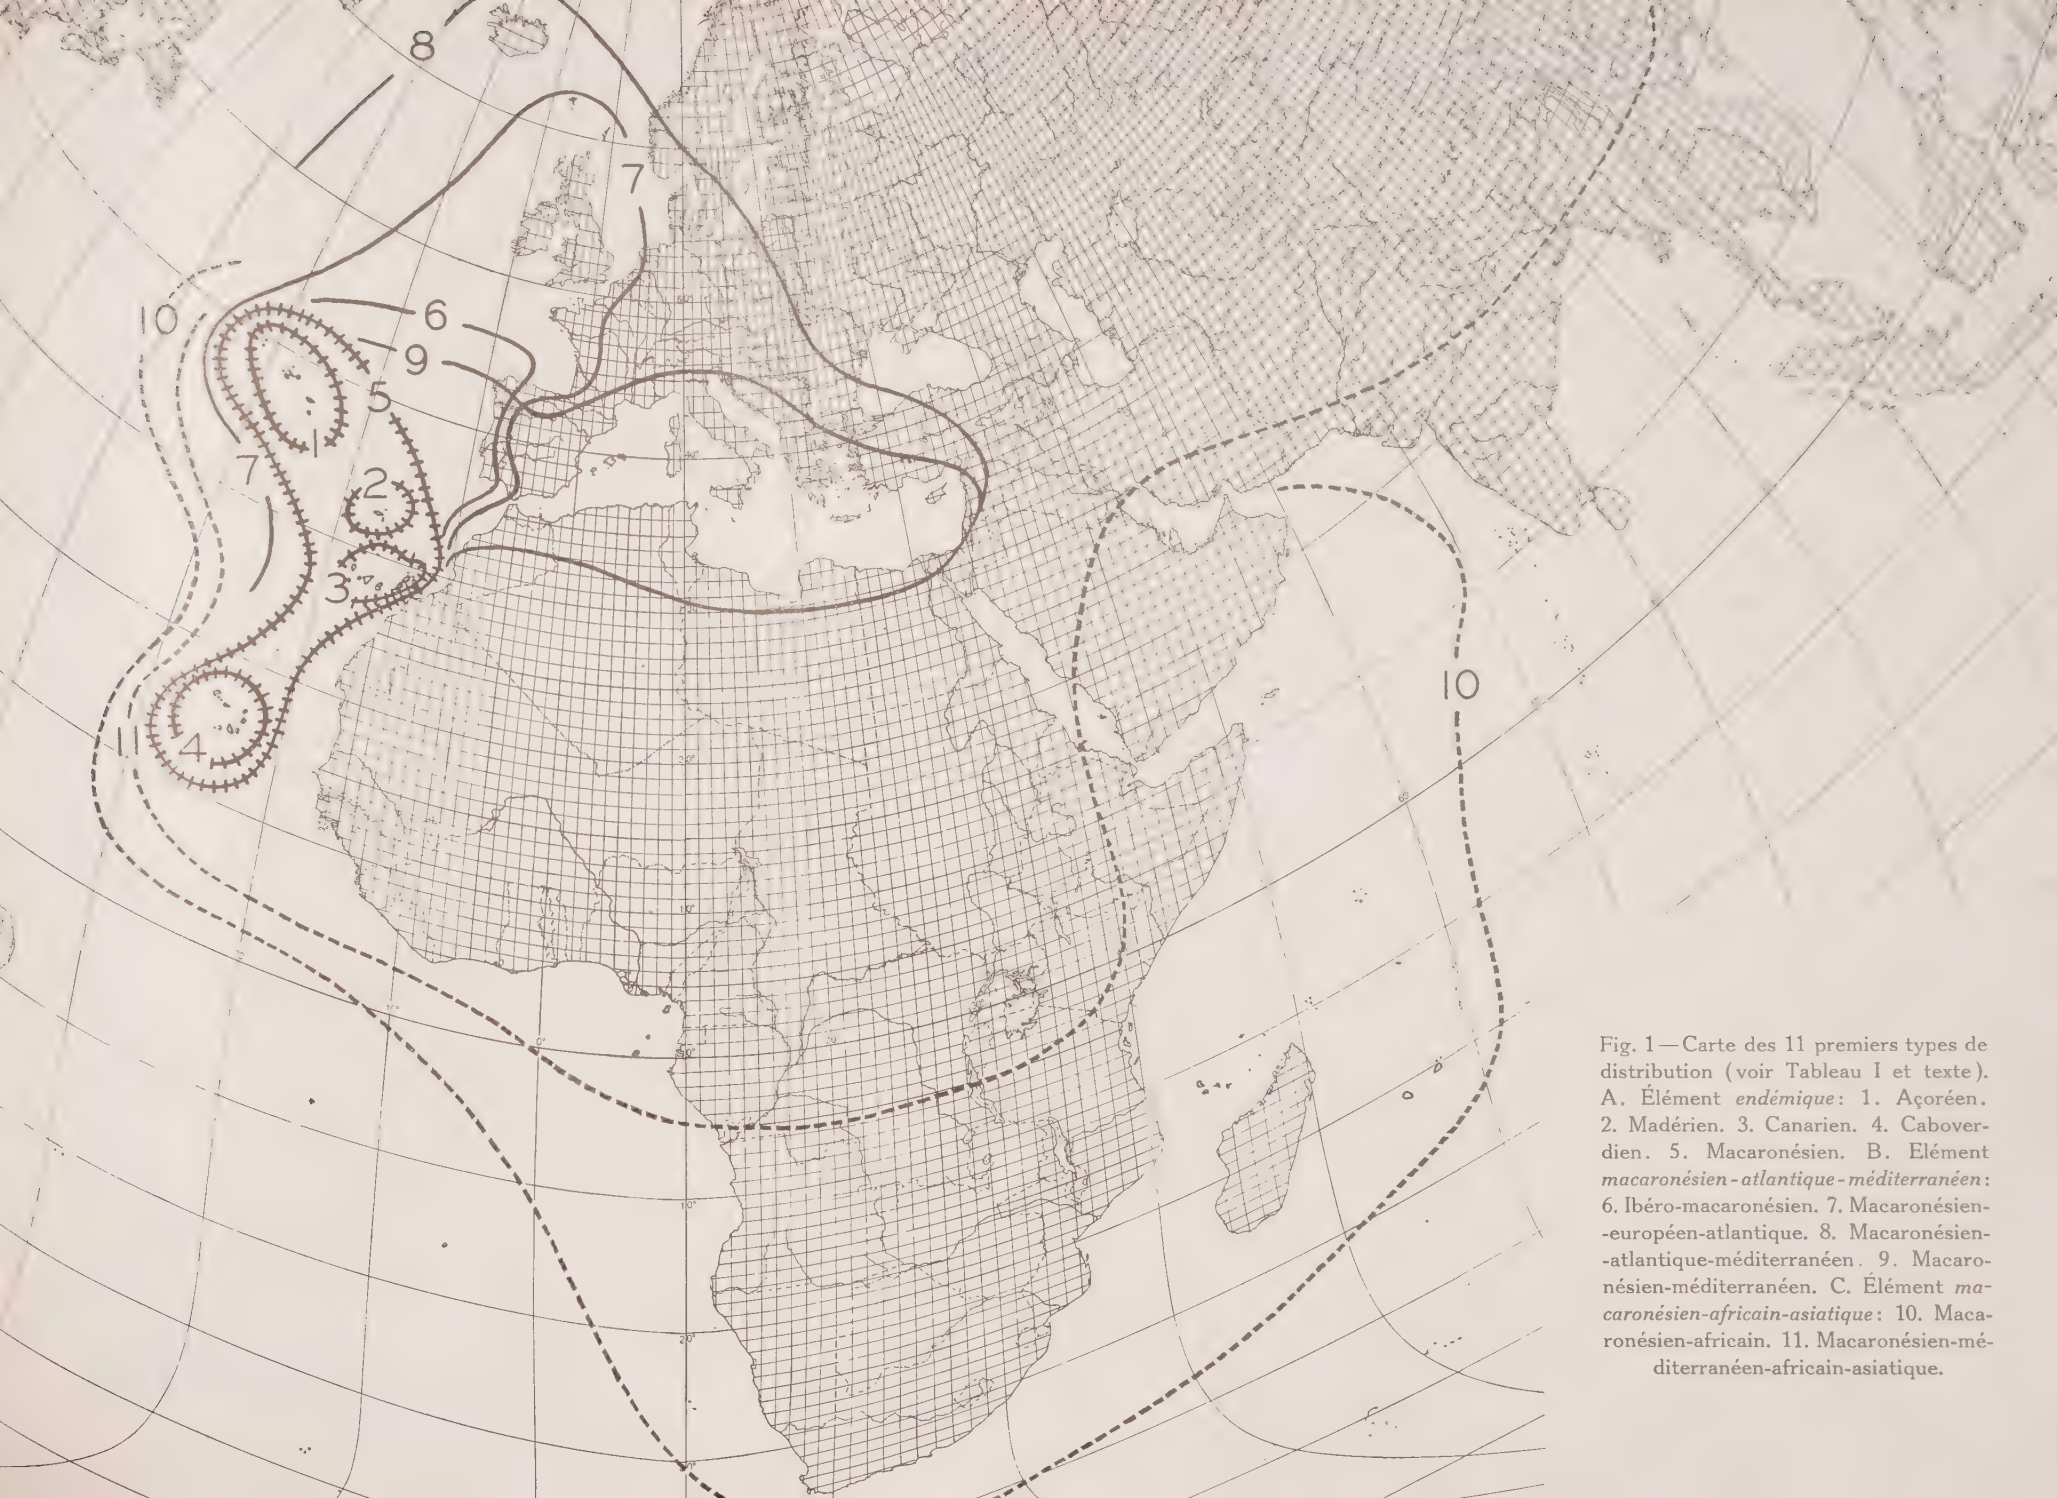 8
7
10
6
9
5
1
7
2
3
10
11
4
Fig. 1 — Carte des 11 premiers types de
distribution (voir Tableau I et texte).
A. Élément endémique: 1. Açoréen.
2. Madérien. 3. Canarien. 4. Cabover-
dien. 5. Macaronésien. B. Elément
macaronésien-atlantique-méditerranéen:
6. Ibéro-macaronésien. 7. Macaronésien-
-européen-atlantique. 8. Macaronésien-
-atlantique-méditerranéen. 9. Macaro-
nésien-méditerranéen. C. Élément ma-
caronésien-africain-asiatique: 10. Maca-
ronésien-africain. 11. Macaronésien-mé-
diterranéen-africain-asiatique.